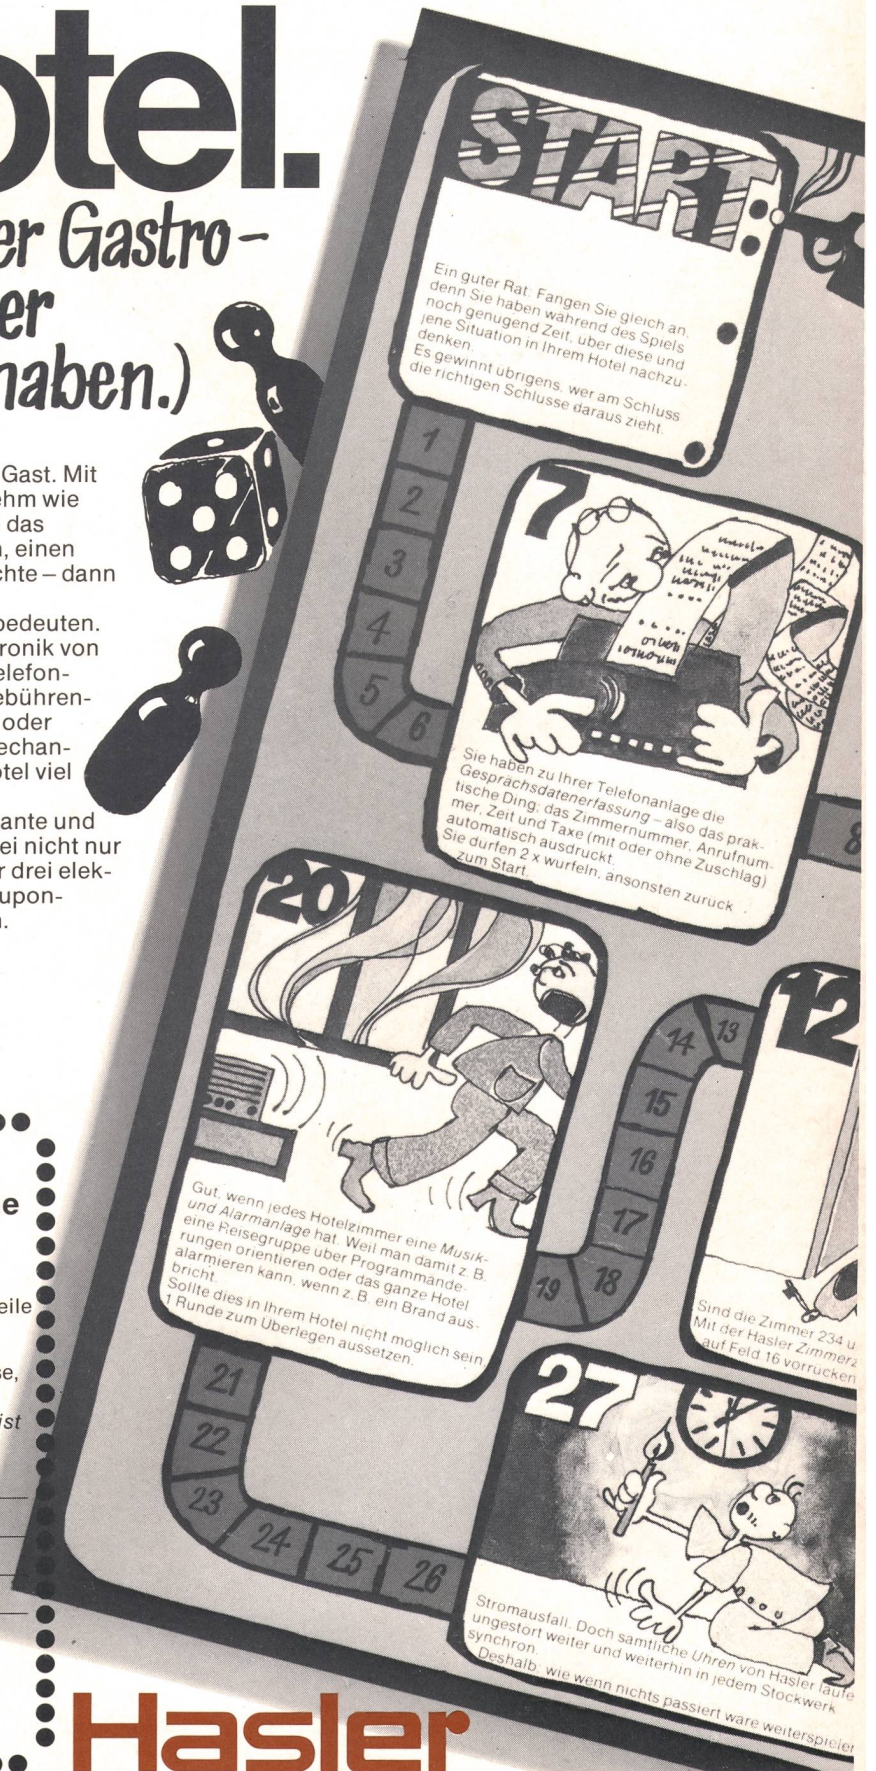 otel.
er Gastro-
er
haben.)
Gast. Mit
ehm wie
das
, einen
chte – dann
bedeuten.
ronik von
elefon-
ebühren-
oder
echan-
otel viel
ante und
ei nicht nur
r drei elek-
upon-
.
e
eile
se,
ist
Hasler
START
Ein guter Rat. Fangen Sie gleich an,
denn Sie haben während des Spiels
noch genügend Zeit, über diese und
jene Situation in Ihrem Hotel nachzu-
denken.
Es gewinnt übrigens, wer am Schluss
die richtigen Schlüsse daraus zieht.
1
2
3
4
5
6
7
Sie haben zu Ihrer Telefonanlage die
Gesprächsdatenerfassung – also das prak-
tische Ding, das Zimmernummer, Anrufnum-
mer, Zeit und Taxe (mit oder ohne Zuschlag)
automatisch ausdruckt.
Sie dürfen 2 x würfeln, ansonsten zurück
zum Start.
8
12
Sind die Zimmer 234 u
Mit der Hasler Zimmerz
auf Feld 16 vorrücken
13
14
15
16
17
18
19
20
Gut, wenn jedes Hotelzimmer eine Musik-
und Alarmanlage hat. Weil man damit z. B.
eine Reisegruppe über Programmände-
rungen orientieren oder das ganze Hotel
alarmieren kann, wenn z. B. ein Brand aus-
bricht.
Sollte dies in Ihrem Hotel nicht möglich sein,
1 Runde zum Überlegen aussetzen.
21
22
23
24
25
26
27
Stromausfall. Doch sämtliche Uhren von Hasler laufe
ungestört weiter und weiterhin in jedem Stockwerk
synchron.
Deshalb: wie wenn nichts passiert wäre weiterspielen